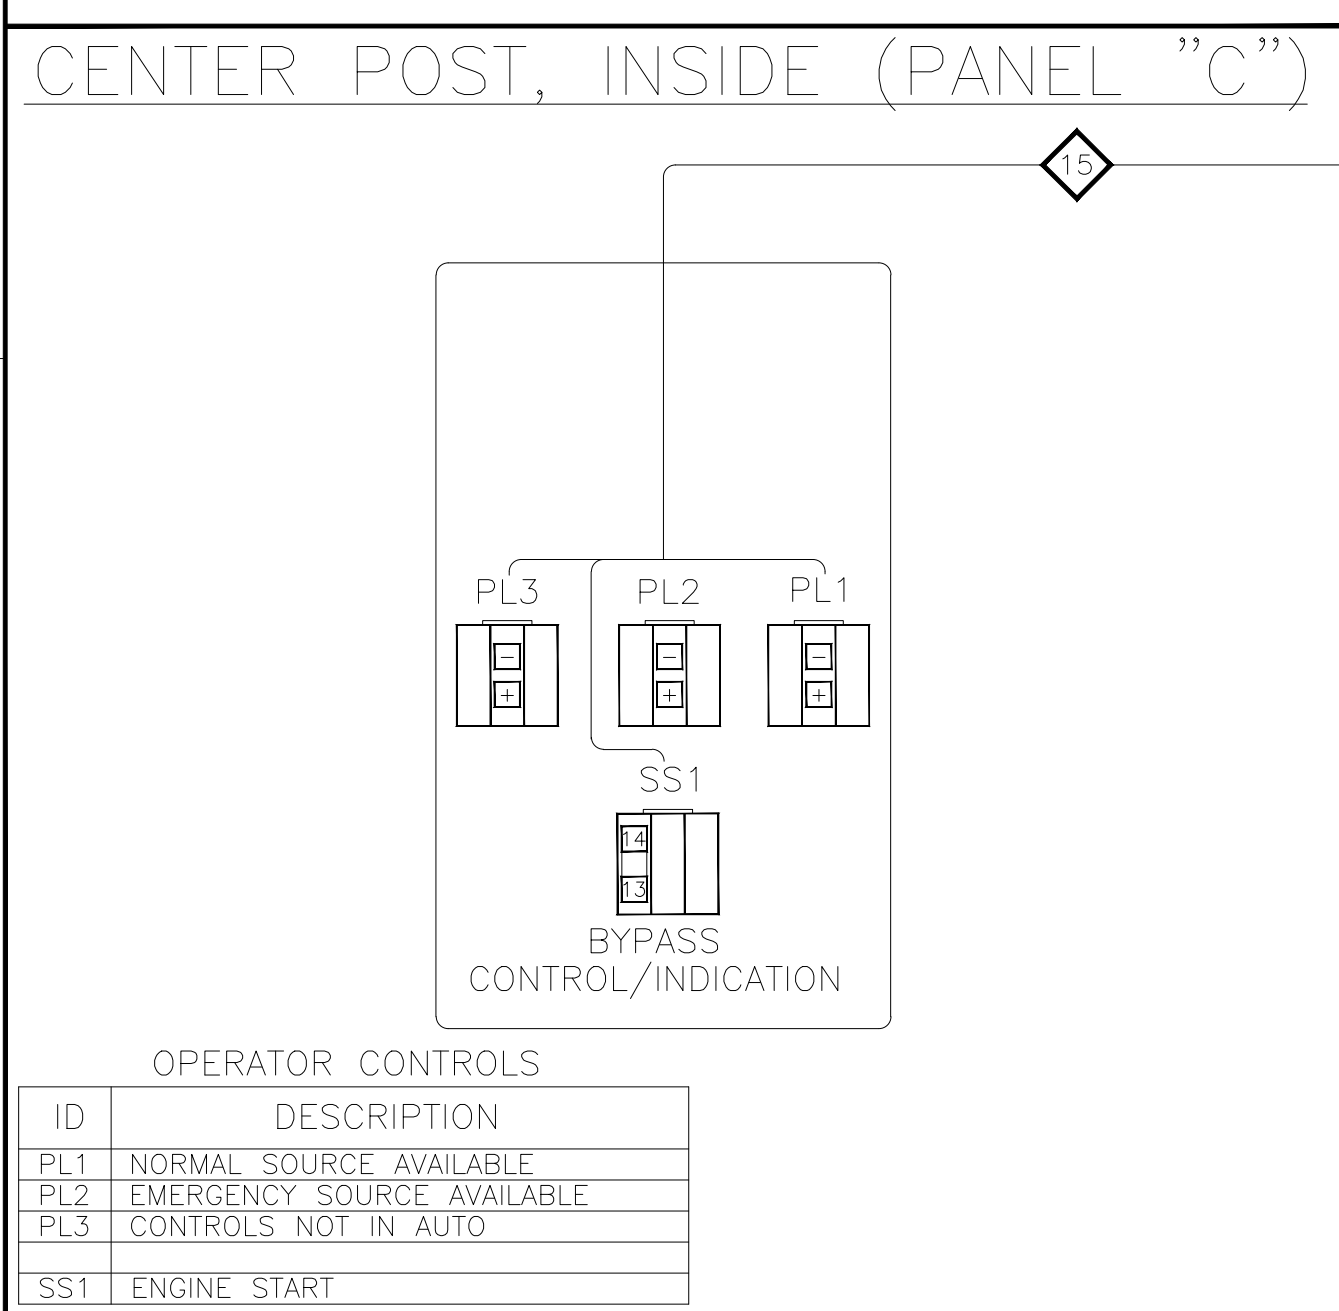 CENTER POST, INSIDE (PANEL "C")
15
PL3 PL2 PL1
- - -
+ + +
SS1
14
13
BYPASS
CONTROL/INDICATION
OPERATOR CONTROLS
ID DESCRIPTION
PL1 NORMAL SOURCE AVAILABLE
PL2 EMERGENCY SOURCE AVAILABLE
PL3 CONTROLS NOT IN AUTO
SS1 ENGINE START